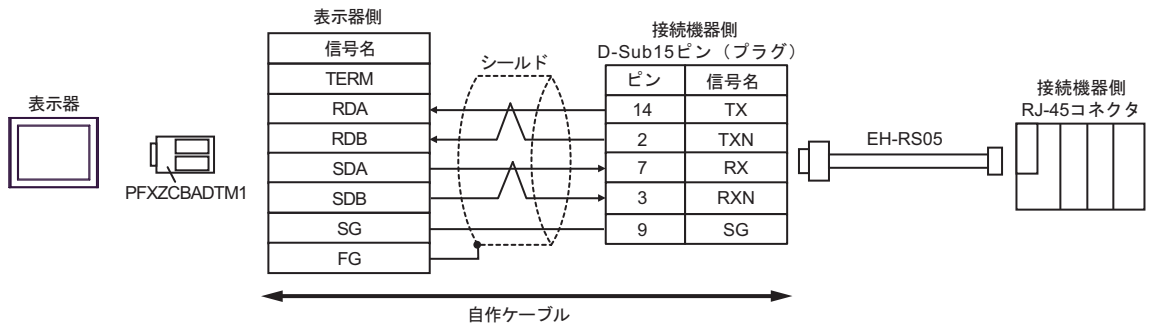 表示器
PFXZCBADTM1
表示器側
信号名
TERM
RDA
RDB
SDA
SDB
SG
FG
シールド
接続機器側
D-Sub15ピン（プラグ）
ピン 信号名
14 TX
2 TXN
7 RX
3 RXN
9 SG
EH-RS05
接続機器側
RJ-45コネクタ
自作ケーブル